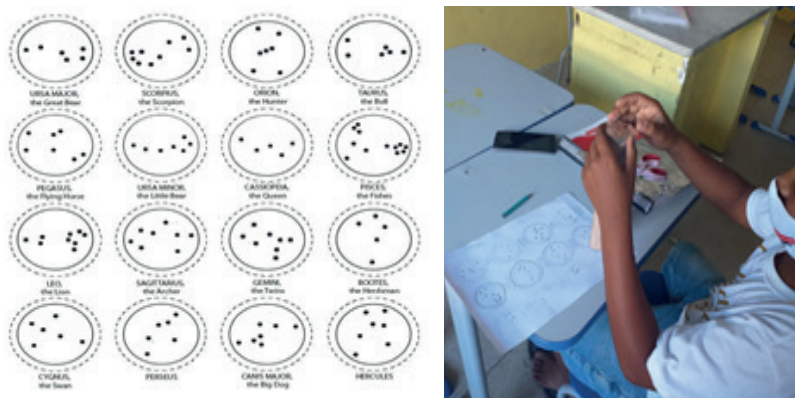 URSA MAJOR,
the Great Bear
SCORPIUS,
the Scorpion
ORION,
the Hunter
TAURUS,
the Bull
PEGASUS,
the Flying Horse
URSA MINOR,
the Little Bear
CASSIOPEIA,
the Queen
PISCES,
the Fishes
LEO,
the Lion
SAGITTARIUS,
the Archer
GEMINI,
the Twins
BOOTES,
the Herdsman
CYGNUS,
the Swan
PERSEUS
CANIS MAJOR,
the Big Dog
HERCULES